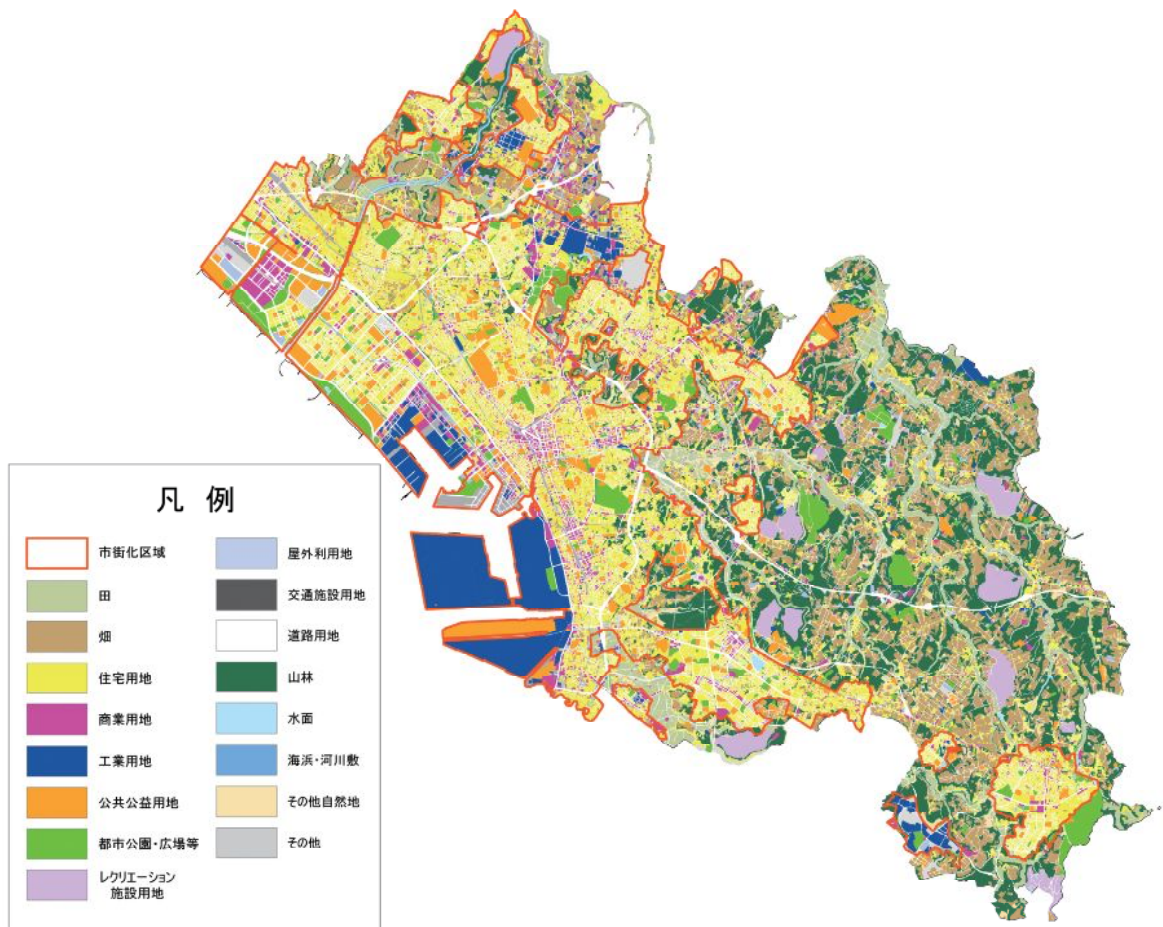 凡 例
市街化区域
田
畑
住宅用地
商業用地
工業用地
公共公益用地
都市公園・広場等
レクリエーション
施設用地
屋外利用地
交通施設用地
道路用地
山林
水面
海浜・河川敷
その他自然地
その他